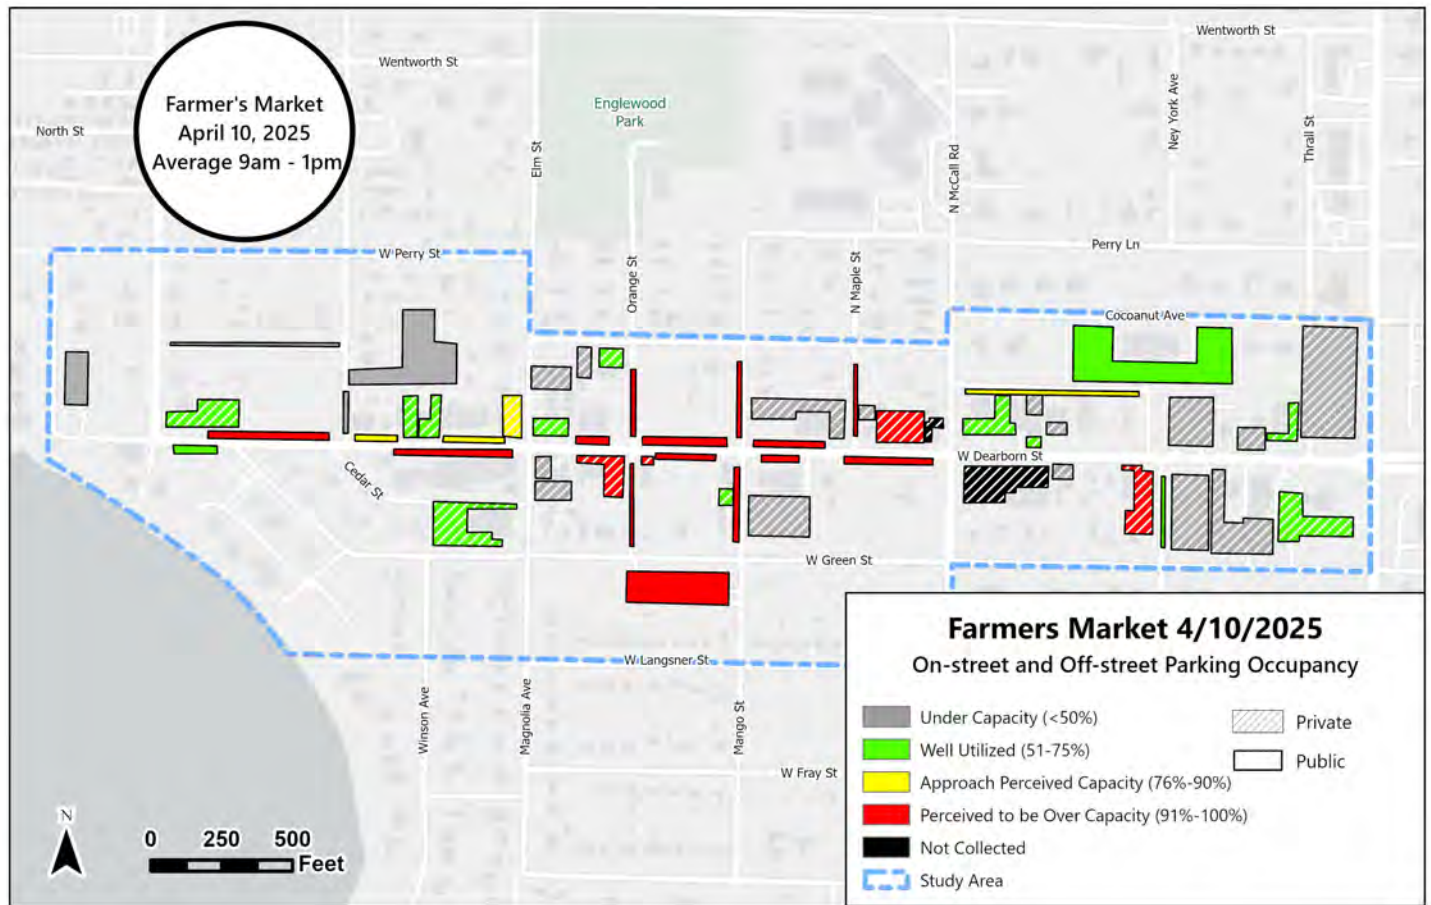 Wentworth St
Wentworth St
Farmer's Market
April 10, 2025
Average 9am - 1pm
North St
Englewood
Park
Elm St
Ney York Ave
Thrall St
N McCall Rd
W Perry St
Perry Ln
Orange St
N Maple St
Cocoanut Ave
W Dearborn St
Cedar St
W Green St
W Langsner St
Winson Ave
Magnolia Ave
Mango St
W Fray St
N
0 250 500
Feet
Farmers Market 4/10/2025
On-street and Off-street Parking Occupancy
Under Capacity (<50%)
Private
Well Utilized (51-75%)
Public
Approach Perceived Capacity (76%-90%)
Perceived to be Over Capacity (91%-100%)
Not Collected
Study Area